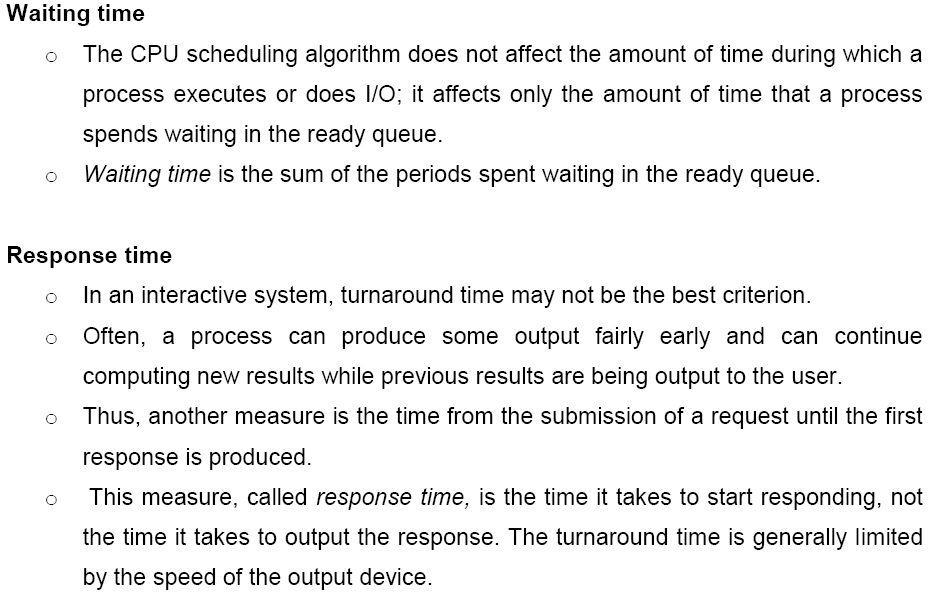 Waiting time
o The CPU scheduling algorithm does not affect the amount of time during which a
process executes or does I/O; it affects only the amount of time that a process
spends waiting in the ready queue.
o Waiting time is the sum of the periods spent waiting in the ready queue.
Response time
o In an interactive system, turnaround time may not be the best criterion.
o Often, a process can produce some output fairly early and can continue
computing new results while previous results are being output to the user.
o Thus, another measure is the time from the submission of a request until the first
response is produced.
o This measure, called response time, is the time it takes to start responding, not
the time it takes to output the response. The turnaround time is generally limited
by the speed of the output device.